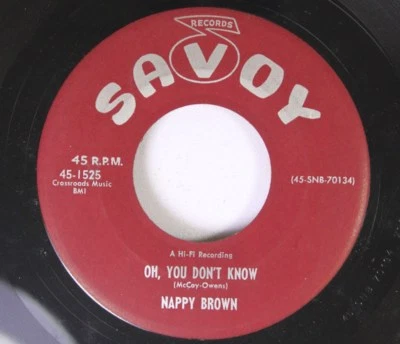 RECORDS
SAVOY
45 R.P.M.
45-1525
Crossroads Music
BMI
(45-SNB-70134)
A Hi-Fi Recording
OH, YOU DON'T KNOW
(McCoy-Owens)
NAPPY BROWN